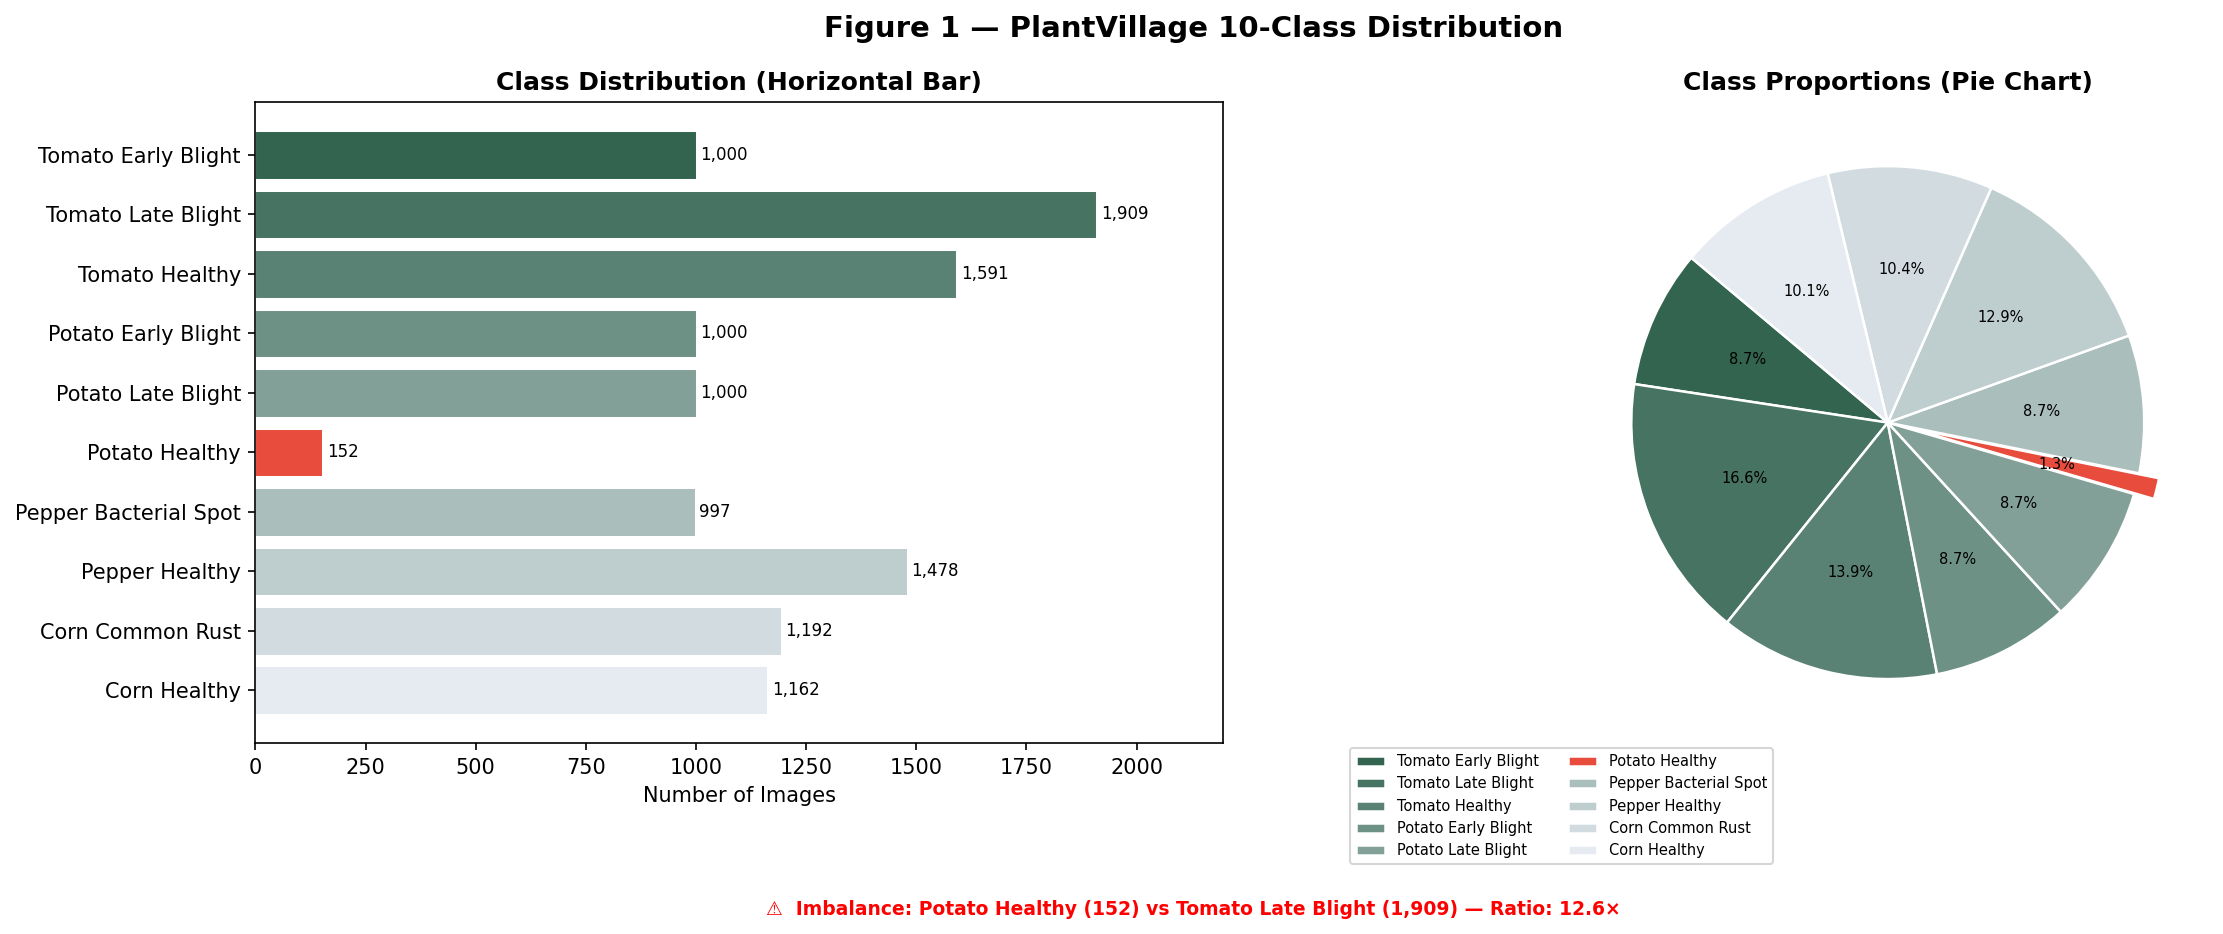 Figure 1 — PlantVillage 10-Class Distribution
Class Distribution (Horizontal Bar)
Tomato Early Blight
1,000
Tomato Late Blight
1,909
Tomato Healthy
1,591
Potato Early Blight
1,000
Potato Late Blight
1,000
Potato Healthy
152
Pepper Bacterial Spot
997
Pepper Healthy
1,478
Corn Common Rust
1,192
Corn Healthy
1,162
0 250 500 750 1000 1250 1500 1750 2000
Number of Images
Class Proportions (Pie Chart)
8.7%
16.6%
13.9%
8.7%
8.7%
1.3%
8.7%
12.9%
10.4%
10.1%
Tomato Early Blight
Tomato Late Blight
Tomato Healthy
Potato Early Blight
Potato Late Blight
Potato Healthy
Pepper Bacterial Spot
Pepper Healthy
Corn Common Rust
Corn Healthy
⚠ Imbalance: Potato Healthy (152) vs Tomato Late Blight (1,909) — Ratio: 12.6×